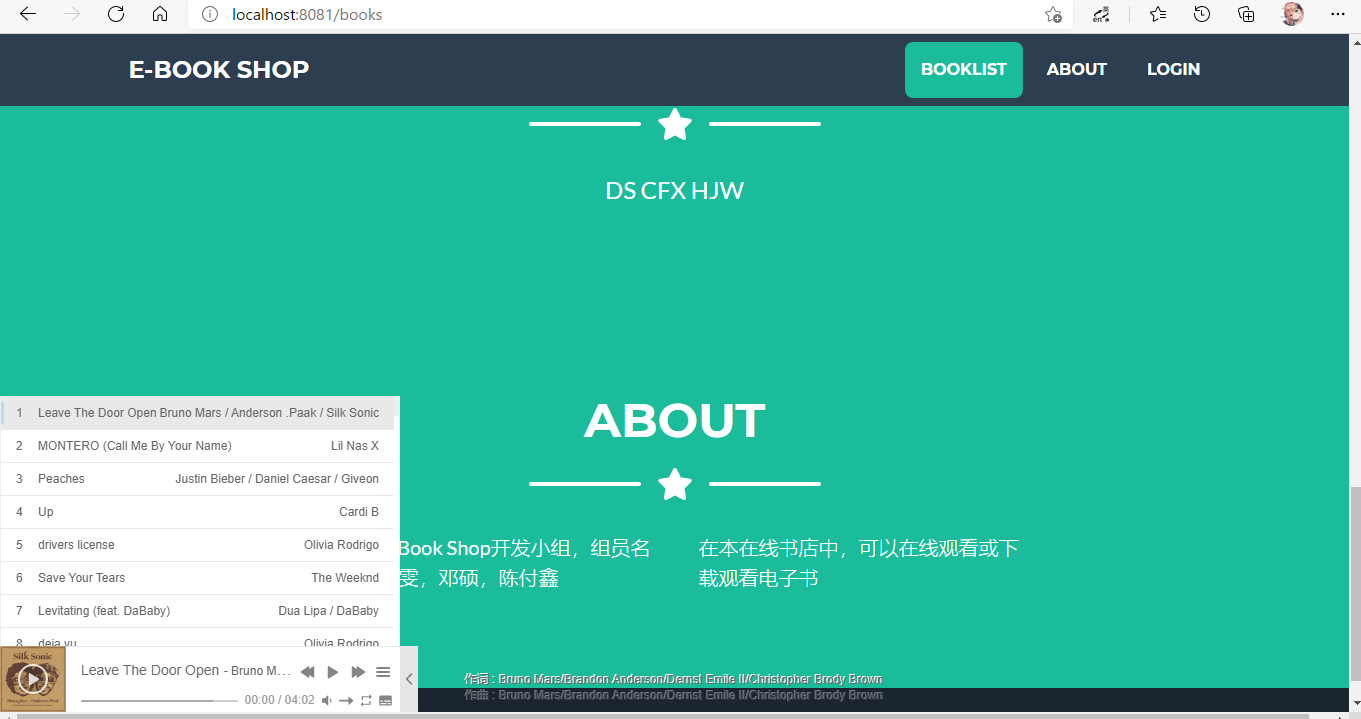 localhost:8081/books
E-BOOK SHOP
BOOKLIST
ABOUT
LOGIN
DS CFX HJW
ABOUT
Book Shop开发小组，组员名
雯，邓硕，陈付鑫
在本在线书店中，可以在线观看或下
载观看电子书
1 Leave The Door Open Bruno Mars / Anderson .Paak / Silk Sonic
2 MONTERO (Call Me By Your Name) Lil Nas X
3 Peaches Justin Bieber / Daniel Caesar / Giveon
4 Up Cardi B
5 drivers license Olivia Rodrigo
6 Save Your Tears The Weeknd
7 Levitating (feat. DaBaby) Dua Lipa / DaBaby
8 deja vu Olivia Rodrigo
Silk Sonic
Leave The Door Open - Bruno M...
00:00 / 04:02
作词 : Bruno Mars/Brandon Anderson/Dernst Emile II/Christopher Brody Brown
作曲 : Bruno Mars/Brandon Anderson/Dernst Emile II/Christopher Brody Brown